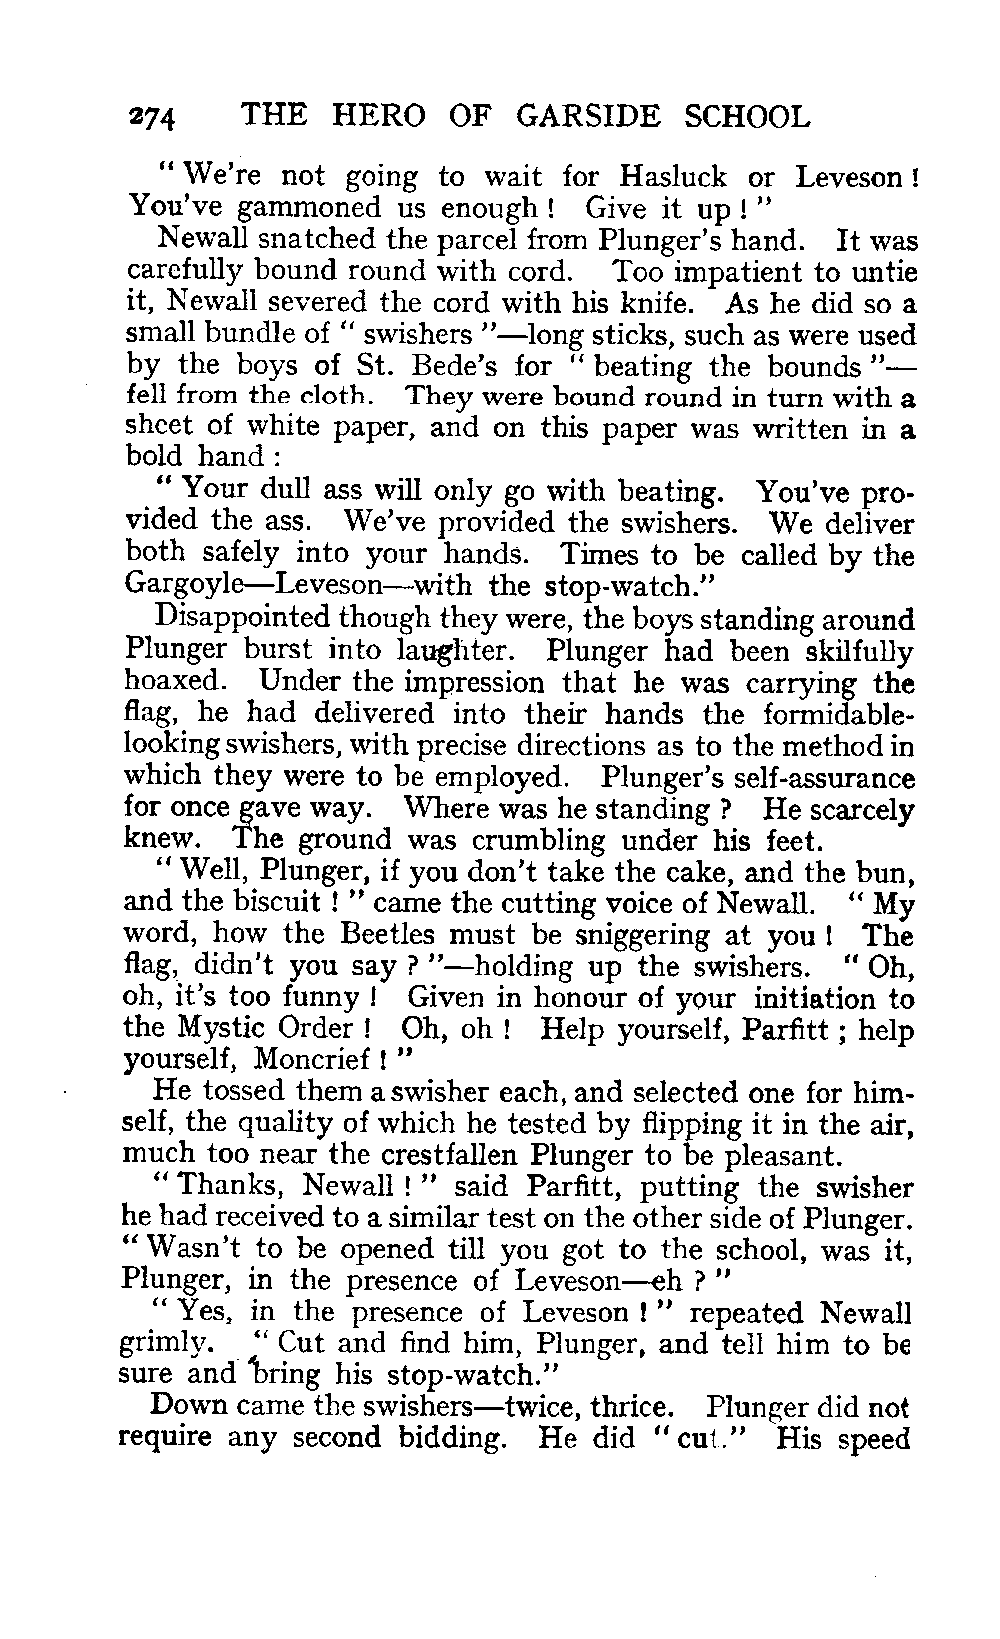 274 THE HERO OF GARSIDE SCHOOL
“ We’re not going to wait for Hasluck or Leveson !
You’ve gammoned us enough ! Give it up ! ”
Newall snatched the parcel from Plunger’s hand. It was
carefully bound round with cord. Too impatient to untie
it, Newall severed the cord with his knife. As he did so a
small bundle of “ swishers ”—long sticks, such as were used
by the boys of St. Bede’s for “ beating the bounds ”—
fell from the cloth. They were bound round in turn with a
sheet of white paper, and on this paper was written in a
bold hand :
“ Your dull ass will only go with beating. You’ve pro-
vided the ass. We’ve provided the swishers. We deliver
both safely into your hands. Times to be called by the
Gargoyle—Leveson—with the stop-watch.”
Disappointed though they were, the boys standing around
Plunger burst into laughter. Plunger had been skilfully
hoaxed. Under the impression that he was carrying the
flag, he had delivered into their hands the formidable-
looking swishers, with precise directions as to the method in
which they were to be employed. Plunger’s self-assurance
for once gave way. Where was he standing ? He scarcely
knew. The ground was crumbling under his feet.
“ Well, Plunger, if you don’t take the cake, and the bun,
and the biscuit ! ” came the cutting voice of Newall. “ My
word, how the Beetles must be sniggering at you ! The
flag, didn’t you say ? ”—holding up the swishers. “ Oh,
oh, it’s too funny ! Given in honour of your initiation to
the Mystic Order ! Oh, oh ! Help yourself, Parfitt ; help
yourself, Moncrief ! ”
He tossed them a swisher each, and selected one for him-
self, the quality of which he tested by flipping it in the air,
much too near the crestfallen Plunger to be pleasant.
“ Thanks, Newall ! ” said Parfitt, putting the swisher
he had received to a similar test on the other side of Plunger.
“ Wasn’t to be opened till you got to the school, was it,
Plunger, in the presence of Leveson—eh ? ”
“ Yes, in the presence of Leveson ! ” repeated Newall
grimly. “ Cut and find him, Plunger, and tell him to be
sure and bring his stop-watch.”
Down came the swishers—twice, thrice. Plunger did not
require any second bidding. He did “ cut.” His speed